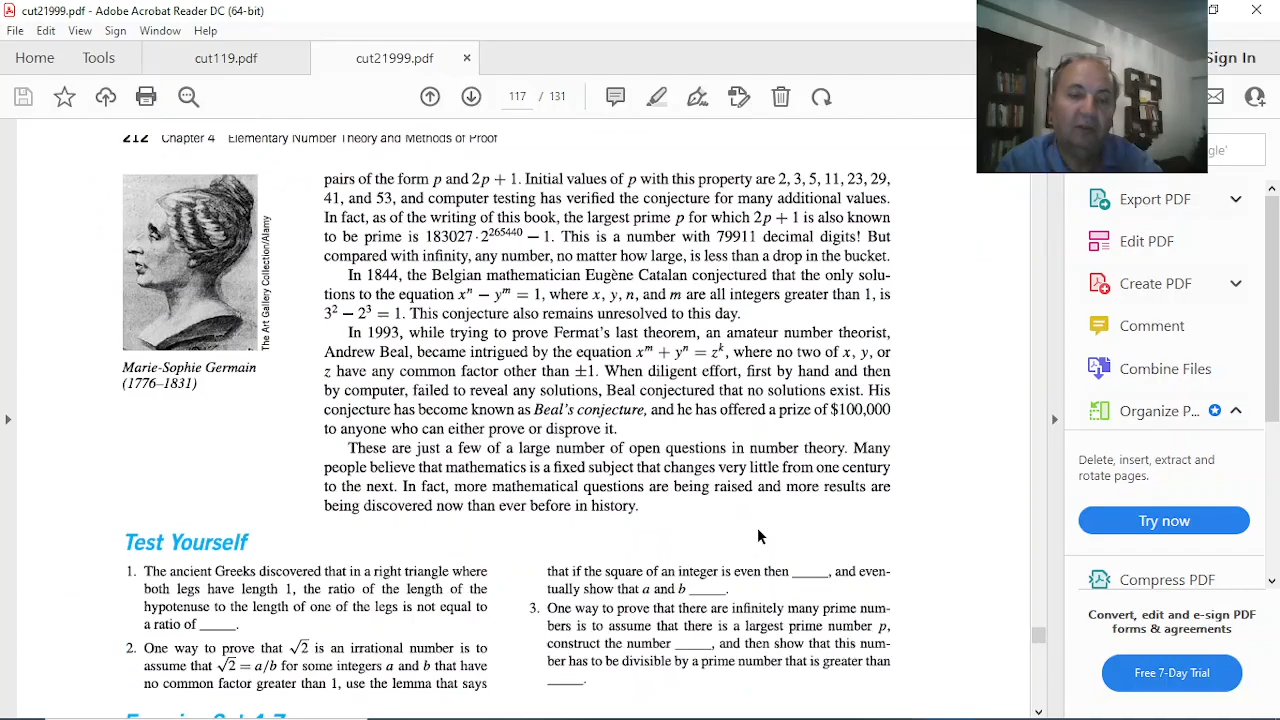 cut21999.pdf - Adobe Acrobat Reader DC (64-bit)
File Edit View Sign Window Help
Home Tools cut119.pdf cut21999.pdf × Sign In
117 / 131
212 Chapter 4 Elementary Number Theory and Methods of Proof
pairs of the form p and 2p + 1. Initial values of p with this property are 2, 3, 5, 11, 23, 29,
41, and 53, and computer testing has verified the conjecture for many additional values.
In fact, as of the writing of this book, the largest prime p for which 2p + 1 is also known
to be prime is 183027·2²⁶⁵⁴⁴⁰ − 1. This is a number with 79911 decimal digits! But
compared with infinity, any number, no matter how large, is less than a drop in the bucket.
In 1844, the Belgian mathematician Eugène Catalan conjectured that the only solu-
tions to the equation xⁿ − yᵐ = 1, where x, y, n, and m are all integers greater than 1, is
3² − 2³ = 1. This conjecture also remains unresolved to this day.
In 1993, while trying to prove Fermat's last theorem, an amateur number theorist,
Andrew Beal, became intrigued by the equation xᵐ + yⁿ = zᵏ, where no two of x, y, or
z have any common factor other than ±1. When diligent effort, first by hand and then
by computer, failed to reveal any solutions, Beal conjectured that no solutions exist. His
conjecture has become known as Beal's conjecture, and he has offered a prize of $100,000
to anyone who can either prove or disprove it.
These are just a few of a large number of open questions in number theory. Many
people believe that mathematics is a fixed subject that changes very little from one century
to the next. In fact, more mathematical questions are being raised and more results are
being discovered now than ever before in history.
The Art Gallery Collection/Alamy
Marie-Sophie Germain
(1776–1831)
Test Yourself
1. The ancient Greeks discovered that in a right triangle where
both legs have length 1, the ratio of the length of the
hypotenuse to the length of one of the legs is not equal to
a ratio of _____.
2. One way to prove that √2 is an irrational number is to
assume that √2 = a/b for some integers a and b that have
no common factor greater than 1, use the lemma that says
that if the square of an integer is even then _____, and even-
tually show that a and b _____.
3. One way to prove that there are infinitely many prime num-
bers is to assume that there is a largest prime number p,
construct the number _____, and then show that this num-
ber has to be divisible by a prime number that is greater than
_____.
Export PDF
Edit PDF
Create PDF
Comment
Combine Files
Organize P...
Delete, insert, extract and
rotate pages.
Try now
Compress PDF
Convert, edit and e-sign PDF
forms & agreements
Free 7-Day Trial